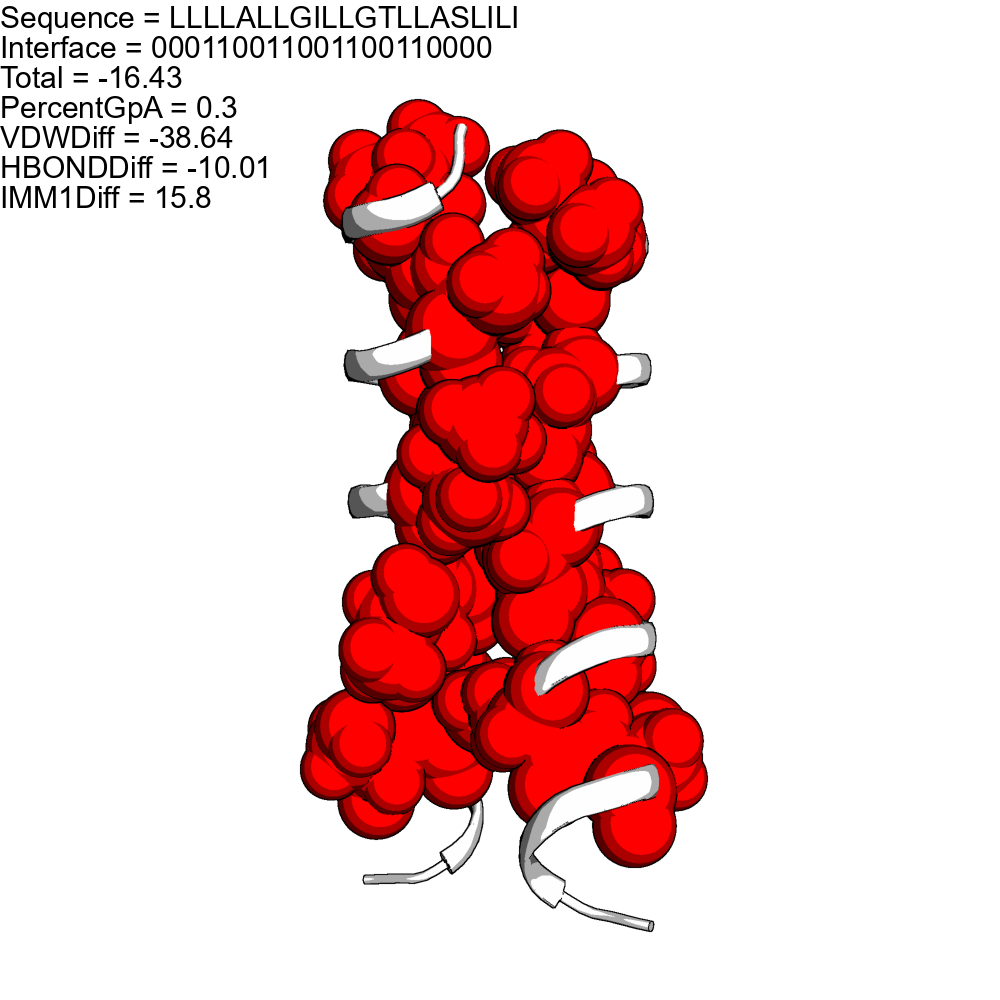 Sequence = LLLLALLGILLGTLLASLILI
Interface = 000110011001100110000
Total = -16.43
PercentGpA = 0.3
VDWDiff = -38.64
HBONDDiff = -10.01
IMM1Diff = 15.8